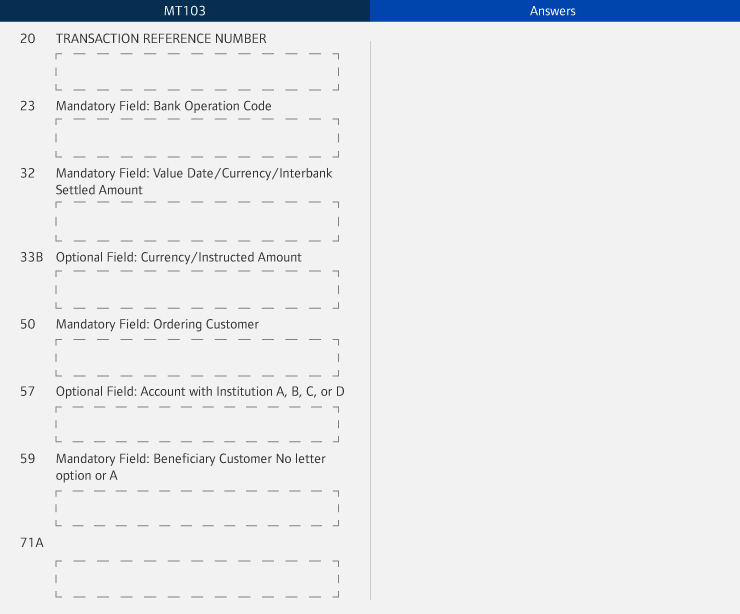 MT103
Answers
20 TRANSACTION REFERENCE NUMBER
23 Mandatory Field: Bank Operation Code
32 Mandatory Field: Value Date/Currency/Interbank
Settled Amount
33B Optional Field: Currency/Instructed Amount
50 Mandatory Field: Ordering Customer
57 Optional Field: Account with Institution A, B, C, or D
59 Mandatory Field: Beneficiary Customer No letter
option or A
71A